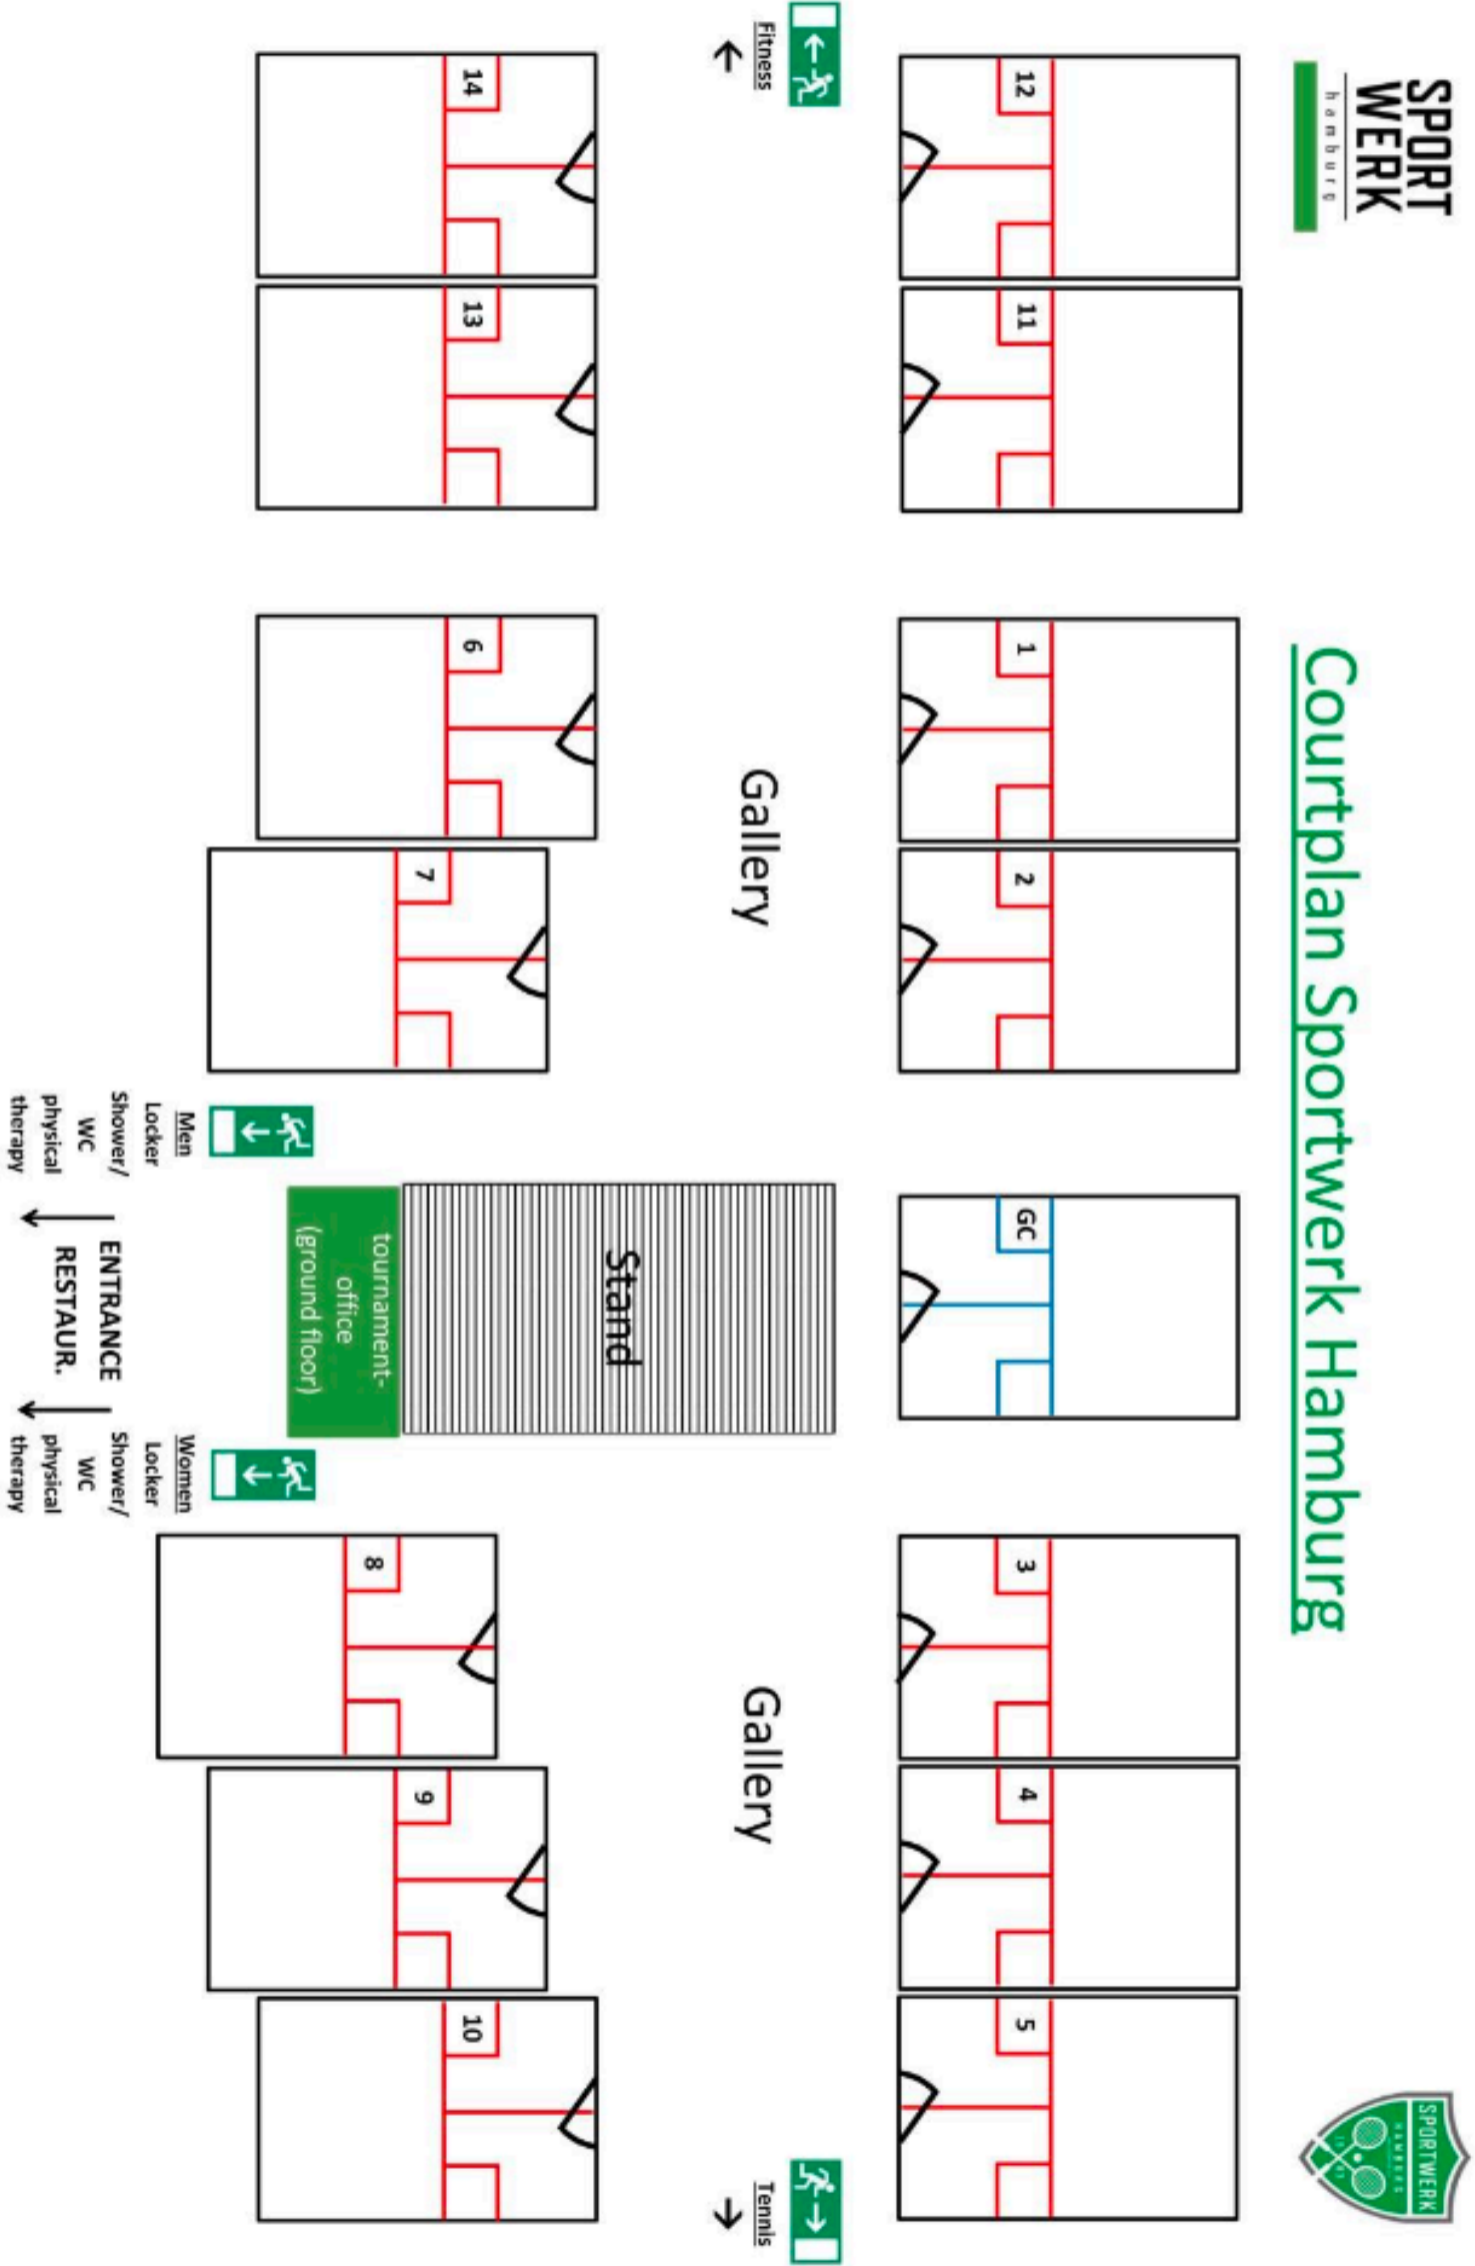 SPORT
WERK
hamburg
Courtplan Sportwerk Hamburg
SPORTWERK
HAMBURG
12
11
1
2
GC
3
4
5
Fitness
Gallery
Gallery
Tennis
Stand
14
13
6
7
8
9
10
tournament-
office
(ground floor)
Men
Locker
Shower/
WC
physical
therapy
ENTRANCE
RESTAUR.
Women
Locker
Shower/
WC
physical
therapy